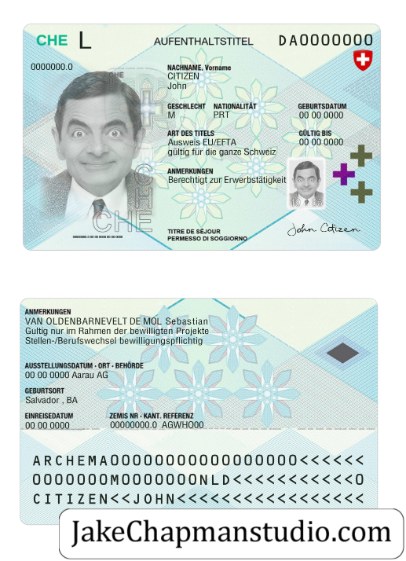 CHE L AUFENTHALTSTITEL DA0000000
0000000.0
CHE
NACHNAME, Vorname
CITIZEN
John
GESCHLECHT NATIONALITÄT GEBURTSDATUM
M PRT 00 00 0000
ART DES TITELS GÜLTIG BIS
Ausweis EU/EFTA 00 00 0000
gültig für die ganze Schweiz
ANMERKUNGEN
Berechtigt zur Erwerbstätigkeit
CHE
TITRE DE SÉJOUR
PERMESSO DI SOGGIORNO
John Citizen
ANMERKUNGEN
VAN OLDENBARNEVELT DE MOL Sebastian
Gultig nur im Rahmen der bewilligten Projekte
Stellen-/Berufswechsel bewilligungspflichtig
AUSSTELLUNGSDATUM - ORT - BEHÖRDE
00 00 0000 Aarau AG
GEBURTSORT
Salvador , BA
EINREISEDATUM ZEMIS NR - KANT. REFERENZ
00 00 0000 00000000.0 AGWHO00
ARCHEMA00000000000000000<<<<<<
0000000M0000000NLD<<<<<<<<<<<0
CITIZEN<<JOHN<<<<<<<<<<<<<<<<<
JakeChapmanstudio.com